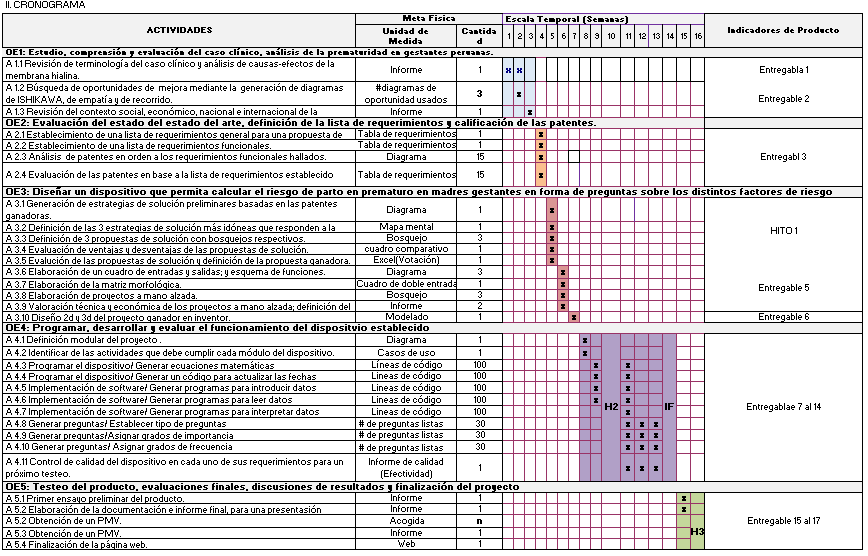 II. CRONOGRAMA
ACTIVIDADES Meta Física Escala Temporal (Semanas) Indicadores de Producto
Unidad de Medida Cantidad 1 2 3 4 5 6 7 8 9 10 11 12 13 14 15 16
OE1: Estudio, comprensión y evaluación del caso clínico, análisis de la prematuridad en gestantes peruanas.
A 1.1 Revisión de terminología del caso clínico y análisis de causas-efectos de la membrana hialina. Informe 1 x x Entregabla 1
A 1.2 Búsqueda de oportunidades de mejora mediante la generación de diagramas de ISHIKAWA, de empatía y de recorrido. #diagramas de oportunidad usados 3 x Entregable 2
A 1.3 Revisión del contexto social, económico, nacional e internacional de la Informe 1 x
OE2: Evaluación del estado del arte, definición de la lista de requerimientos y calificación de las patentes.
A 2.1 Establecimiento de una lista de requerimientos general para una propuesta de Tabla de requerimientos 1 x Entregabl 3
A 2.2 Establecimiento de una lista de requerimientos funcionales. Tabla de requerimientos 1 x
A 2.3 Análisis de patentes en orden a los requerimientos funcionales hallados. Diagrama 15 x
A 2.4 Evaluación de las patentes en base a la lista de requerimientos establecido Tabla de requerimientos 15 x
OE3: Diseñar un dispositivo que permita calcular el riesgo de parto en prematuro en madres gestantes en forma de preguntas sobre los distintos factores de riesgo
A 3.1 Generación de estrategias de solución preliminares basadas en las patentes ganadoras. Diagrama 1 x HITO 1
A 3.2 Definición de las 3 estrategias de solución más idóneas que responden a la Mapa mental 1 x
A 3.3 Definición de 3 propuestas de solución con bosquejos respectivos. Bosquejo 3 x
A 3.4 Evaluación de ventajas y desventajas de las propuestas de solución. cuadro comparativo 1 x
A 3.5 Evaluación de las propuestas de solución y definición de la propuesta ganadora. Excel(Votación) 1 x
A 3.6 Elaboración de un cuadro de entradas y salidas; y esquema de funciones. Diagrama 3 x Entregable 5
A 3.7 Elaboración de la matriz morfológica. Cuadro de doble entrada 1 x
A 3.8 Elaboración de proyectos a mano alzada. Bosquejo 3 x
A 3.9 Valoración técnica y económica de los proyectos a mano alzada; definición del Informe 2 x
A 3.10 Diseño 2d y 3d del proyecto ganador en inventor. Modelado 1 x Entregable 6
OE4: Programar, desarrollar y evaluar el funcionamiento del dispositvio establecido
A 4.1 Definición modular del proyecto . Diagrama 1 x Entregablae 7 al 14
A 4.2 Identificar de las actividades que debe cumplir cada módulo del dispositivo. Casos de uso 1 x
A 4.3 Programar el dispositivo/ Generar ecuaciones matemáticas Líneas de código 100 x x
A 4.4 Programar el dispositivo/ Generar un código para actualizar las fechas Líneas de código 100 x x
A 4.5 Implementación de software/ Generar programas para introducir datos Líneas de código 100 x x
A 4.6 Implementación de software/ Generar programas para leer datos Líneas de código 100 x x
A 4.7 Implementación de software/ Generar programas para interpretar datos Líneas de código 100 H2 x IF
A 4.8 Generar preguntas/ Establecer tipo de preguntas # de preguntas listas 30 x x x
A 4.9 Generar preguntas/Asignar grados de importancia # de preguntas listas 30 x x x
A 4.10 Generar preguntas/ Asignar grados de frecuencia # de preguntas listas 30 x x x
A 4.11 Control de calidad del dispositivo en cada uno de sus requerimientos para un próximo testeo. Informe de calidad (Efectividad) 1 x x x
OE5: Testeo del producto, evaluaciones finales, discusiones de resultados y finalización del proyecto
A 5.1 Primer ensayo preliminar del producto. Informe 1 x Entregable 15 al 17
A 5.2 Elaboración de la documentación e informe final, para una presentación Informe 1 x
A 5.2 Obtención de un PMV. Acogida n
A 5.3 Obtención de un PMV. Informe 1 H3
A 5.4 Finalización de la página web. Web 1